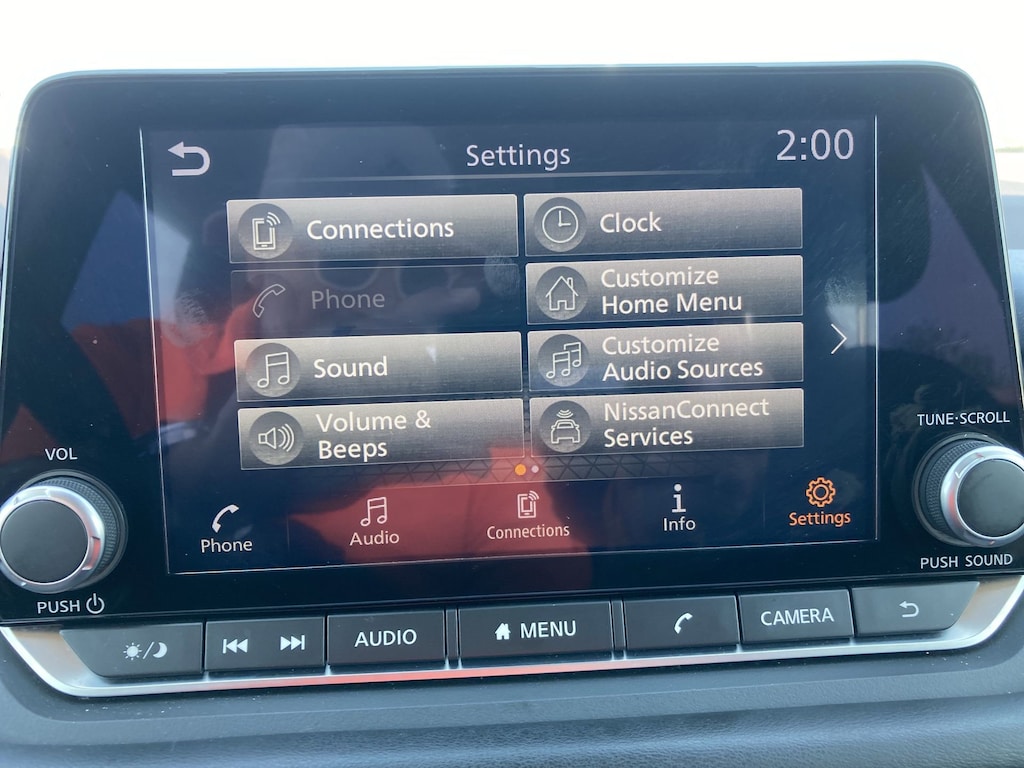 Settings
2:00
Connections
Clock
Phone
Customize
Home Menu
Sound
Customize
Audio Sources
Volume &
Beeps
NissanConnect
Services
Phone
Audio
Connections
Info
Settings
VOL
PUSH
TUNE·SCROLL
PUSH SOUND
AUDIO
MENU
CAMERA